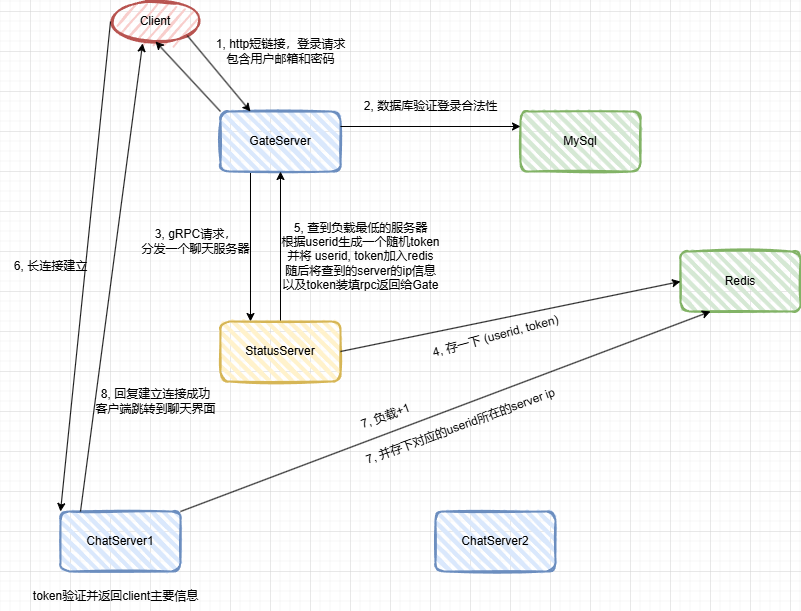 Client
1, http短链接，登录请求
包含用户邮箱和密码
2, 数据库验证登录合法性
GateServer
MySql
3, gRPC请求，
分发一个聊天服务器
5, 查到负载最低的服务器
根据userid生成一个随机token
并将 userid, token加入redis
随后将查到的server的ip信息
以及token装填rpc返回给Gate
6, 长连接建立
Redis
StatusServer
4, 存一下 (userid, token)
8, 回复建立连接成功
客户端跳转到聊天界面
7, 负载+1
7, 并存下对应的userid所在的server ip
ChatServer1
ChatServer2
token验证并返回client主要信息